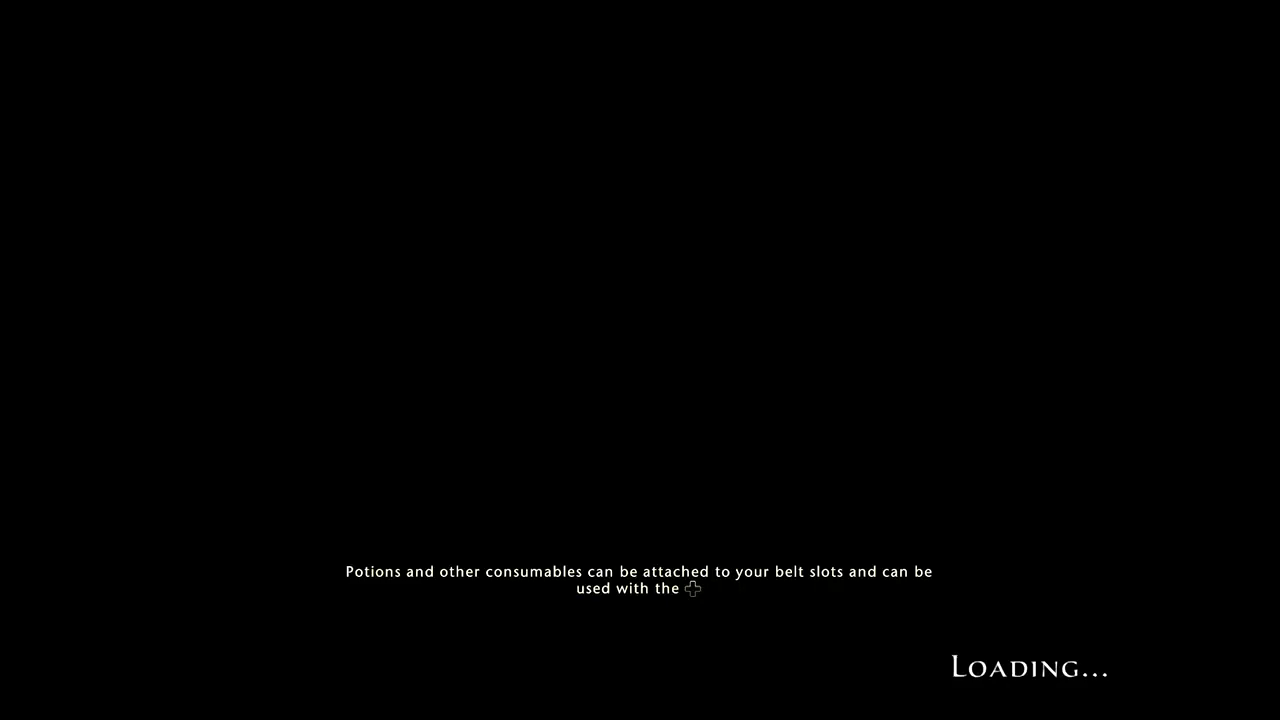 Potions and other consumables can be attached to your belt slots and can be
used with the
Loading...